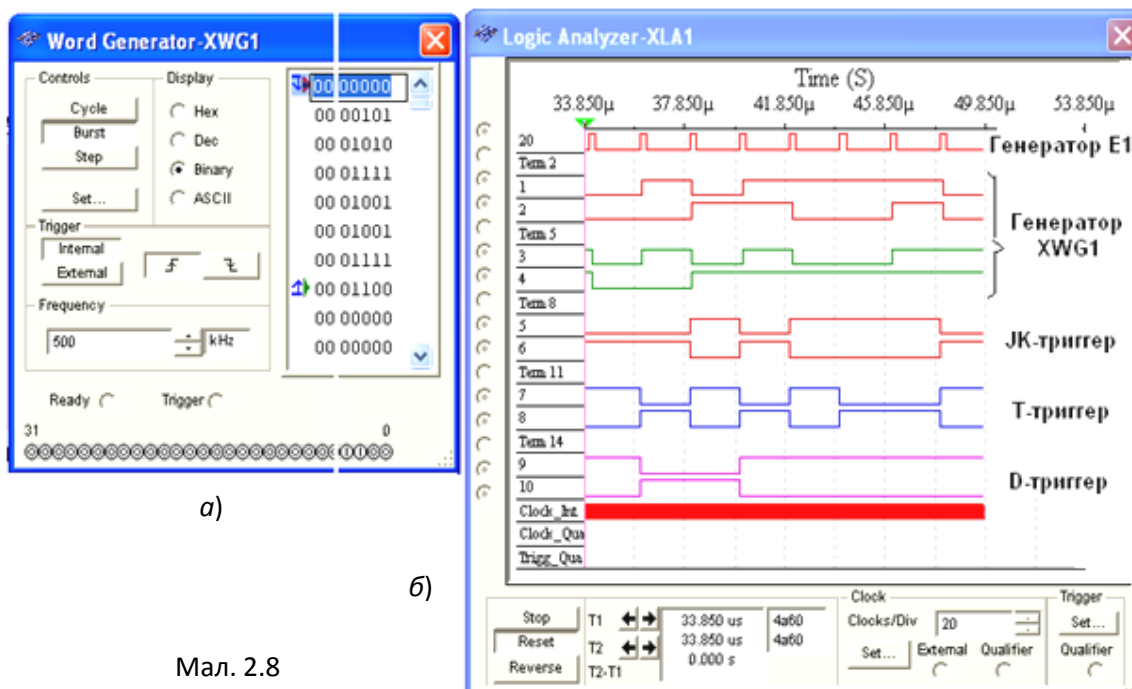 Word Generator-XWG1
Controls
Cycle
Burst
Step
Set...
Display
Hex
Dec
Binary
ASCII
Trigger
Internal
External
Frequency
500
kHz
Ready
Trigger
00 00000
00 00101
00 01010
00 01111
00 01001
00 01001
00 01111
00 01100
00 00000
00 00000
31 0
а)
Мал. 2.8
Logic Analyzer-XLA1
Time (S)
33.850µ 37.850µ 41.850µ 45.850µ 49.850µ 53.850µ
20
Term 2
1
2
Term 5
3
4
Term 8
5
6
Term 11
7
8
Term 14
9
10
Clock_Int.
Clock_Qua
Trigg_Qua
Генератор E1
Генератор
XWG1
JК-триггер
Т-триггер
D-триггер
б)
Stop
Reset
Reverse
T1 33.850 us 4a60
T2 33.850 us 4a60
T2-T1 0.000 s
Clock
Clocks/Div 20
Set... External Qualifier
Trigger
Set...
Qualifier